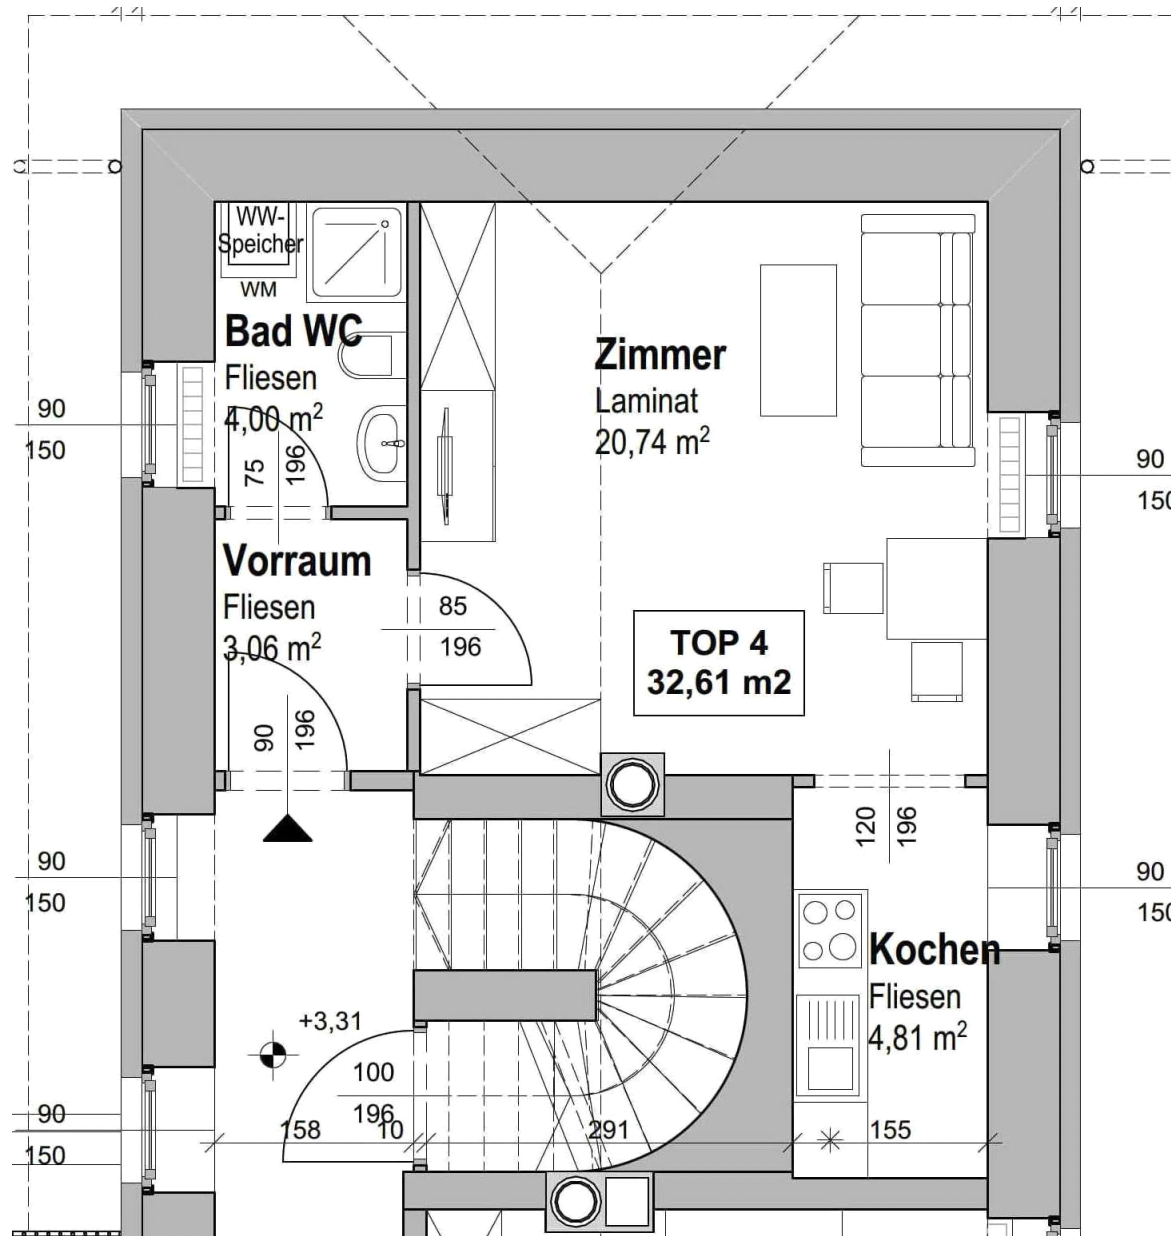 WW-
Speicher
WM
Bad WC
Fliesen
4,00 m²
75
196
90
150
Zimmer
Laminat
20,74 m²
90
150
Vorraum
Fliesen
3,06 m²
85
196
TOP 4
32,61 m2
90
196
120
196
90
150
90
150
Kochen
Fliesen
4,81 m²
+3,31
100
196
90
150
158
10
291
155